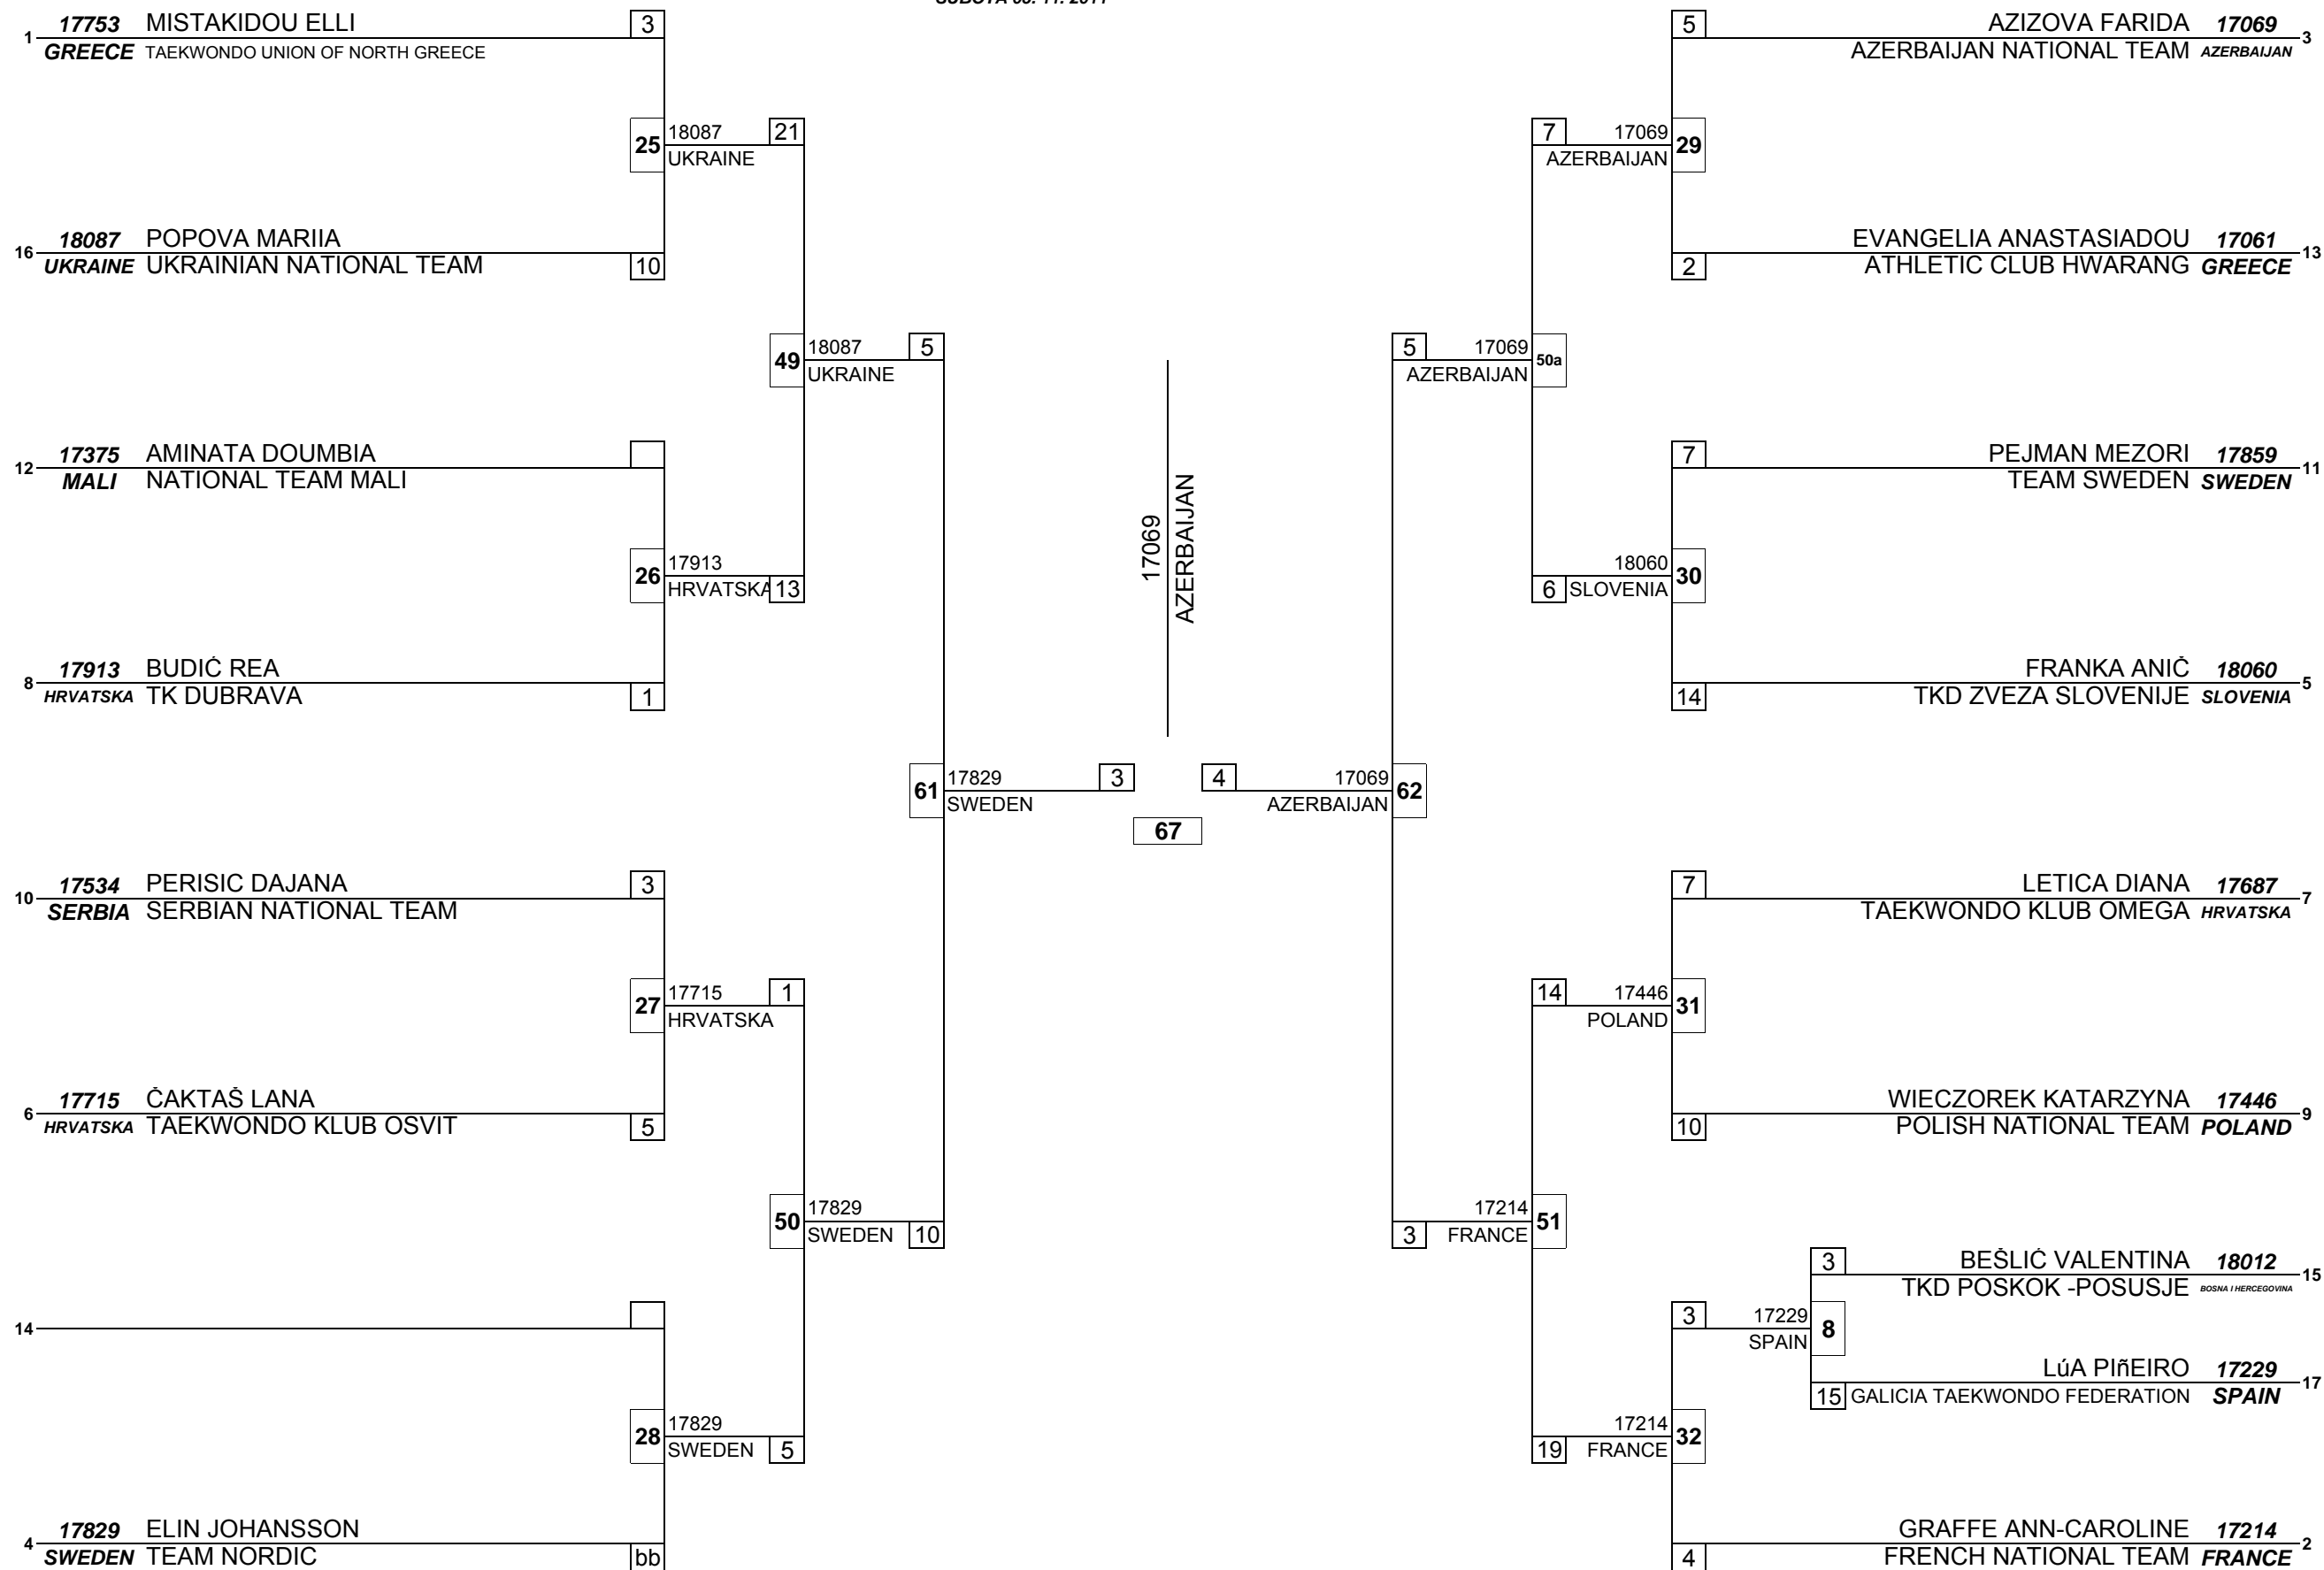 1 17753 MISTAKIDOU ELLI 3
GREECE TAEKWONDO UNION OF NORTH GREECE
25 18087 21
UKRAINE
16 18087 POPOVA MARIIA
UKRAINE UKRAINIAN NATIONAL TEAM 10
49 18087 5
UKRAINE
12 17375 AMINATA DOUMBIA
MALI NATIONAL TEAM MALI
26 17913
HRVATSKA 13
8 17913 BUDIĆ REA
HRVATSKA TK DUBRAVA 1
61 17829 3
SWEDEN
10 17534 PERISIC DAJANA 3
SERBIA SERBIAN NATIONAL TEAM
27 17715 1
HRVATSKA
6 17715 ČAKTAŠ LANA
HRVATSKA TAEKWONDO KLUB OSVIT 5
50 17829
SWEDEN 10
14
28 17829
SWEDEN 5
4 17829 ELIN JOHANSSON
SWEDEN TEAM NORDIC bb
17069
AZERBAIJAN
67
5 AZIZOVA FARIDA 17069 3
AZERBAIJAN NATIONAL TEAM AZERBAIJAN
7 17069 29
AZERBAIJAN
EVANGELIA ANASTASIADOU 17061 13
2 ATHLETIC CLUB HWARANG GREECE
5 17069 50a
AZERBAIJAN
7 PEJMAN MEZORI 17859 11
TEAM SWEDEN SWEDEN
18060 30
6 SLOVENIA
FRANKA ANIČ 18060 5
14 TKD ZVEZA SLOVENIJE SLOVENIA
4 17069 62
AZERBAIJAN
7 LETICA DIANA 17687 7
TAEKWONDO KLUB OMEGA HRVATSKA
14 17446 31
POLAND
WIECZOREK KATARZYNA 17446 9
10 POLISH NATIONAL TEAM POLAND
17214 51
3 FRANCE
3 BEŠLIĆ VALENTINA 18012 15
TKD POSKOK -POSUSJE BOSNA I HERCEGOVINA
3 17229 8
SPAIN
LúA PIñEIRO 17229 17
15 GALICIA TAEKWONDO FEDERATION SPAIN
17214 32
19 FRANCE
GRAFFE ANN-CAROLINE 17214 2
4 FRENCH NATIONAL TEAM FRANCE